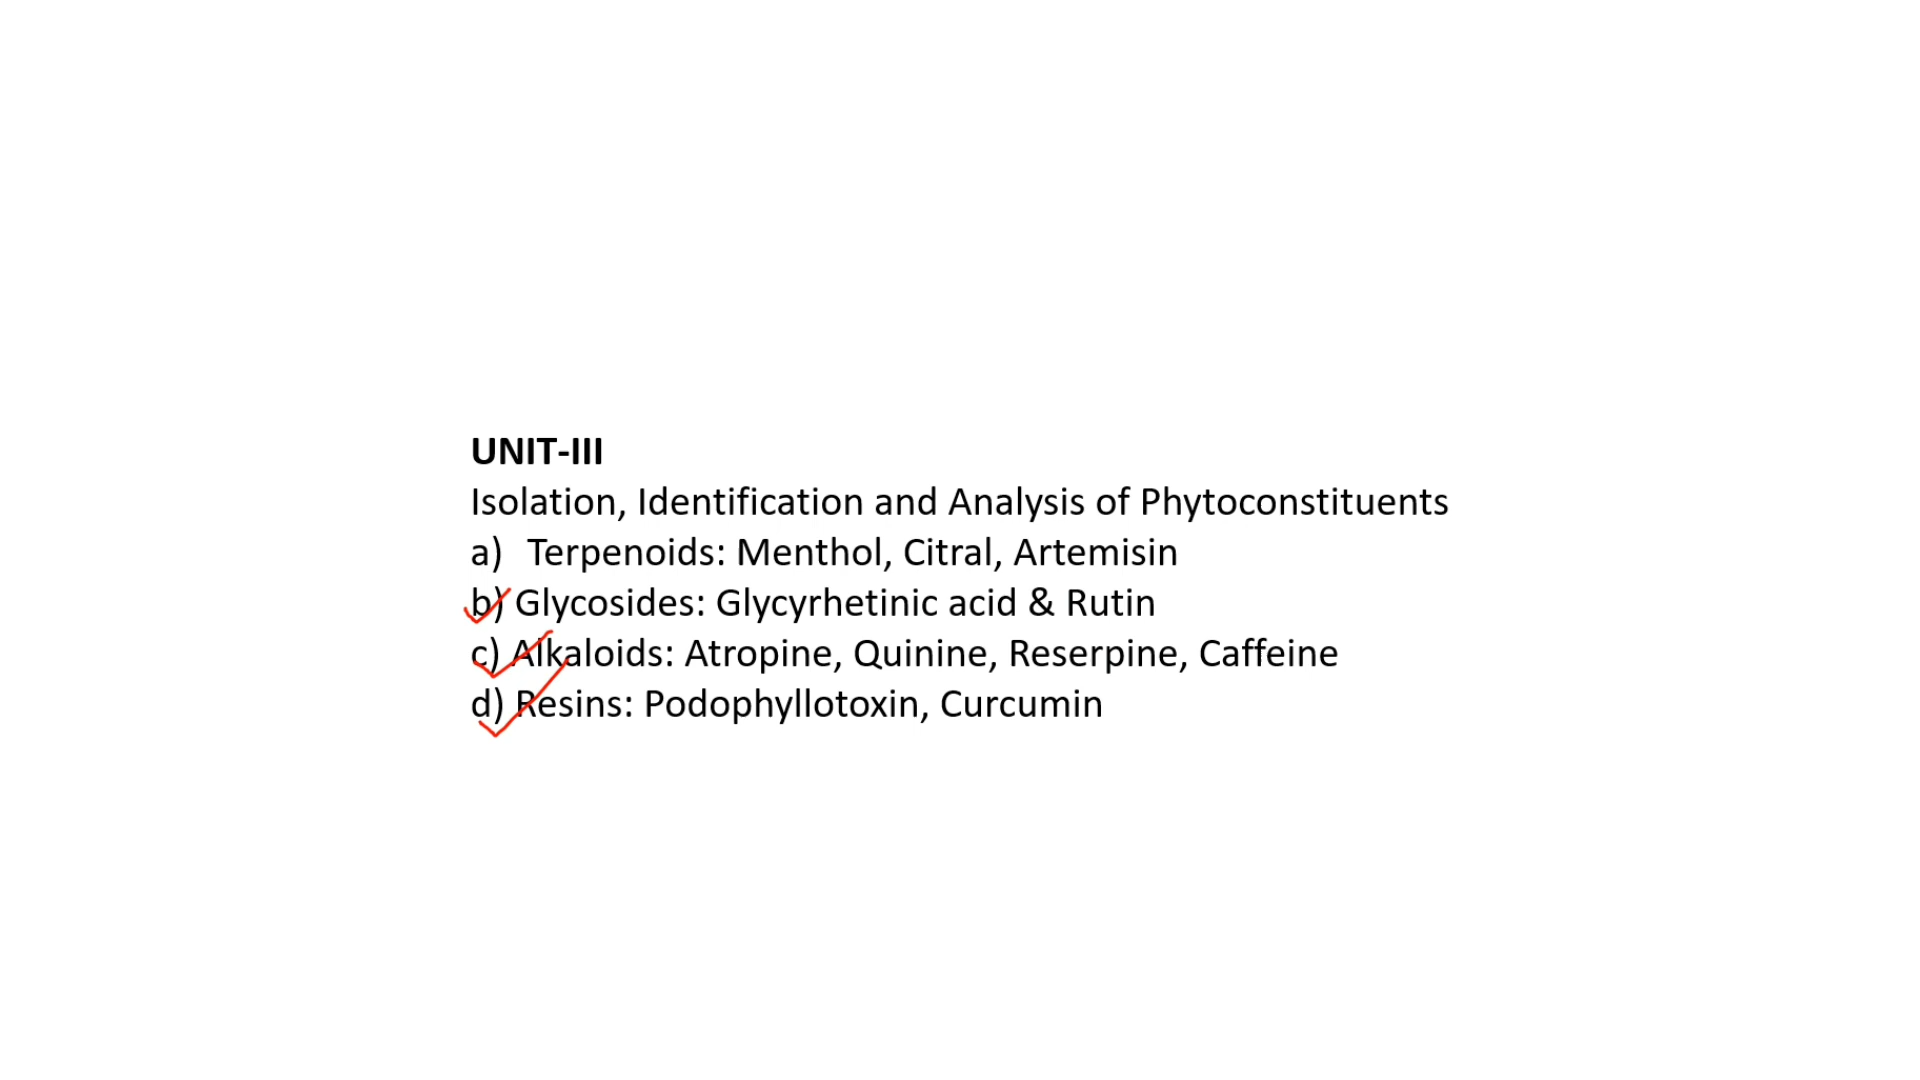 UNIT-III
Isolation, Identification and Analysis of Phytoconstituents
a) Terpenoids: Menthol, Citral, Artemisin
b) Glycosides: Glycyrhetinic acid & Rutin
c) Alkaloids: Atropine, Quinine, Reserpine, Caffeine
d) Resins: Podophyllotoxin, Curcumin